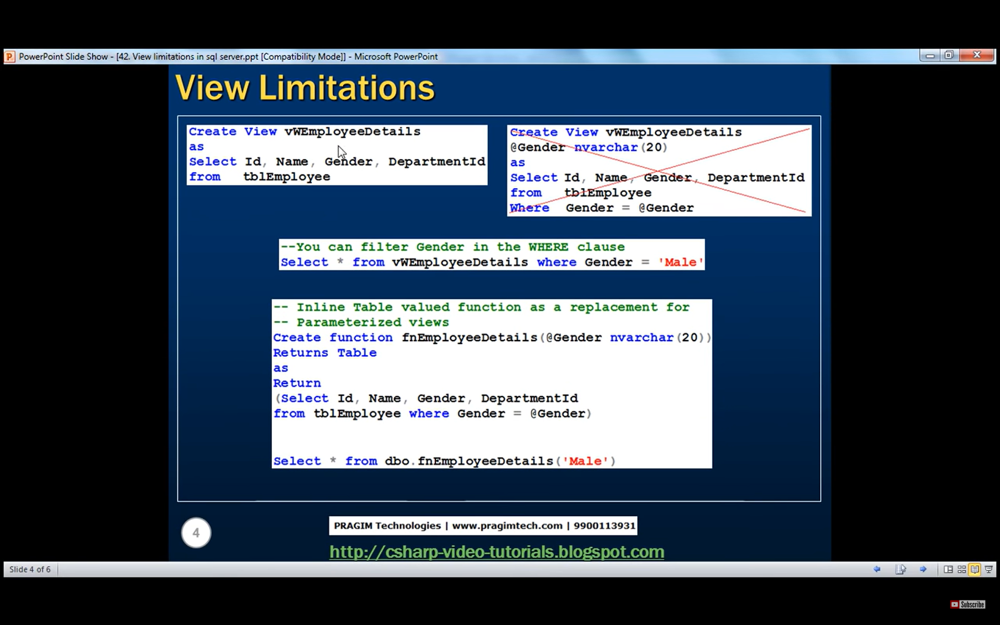 PowerPoint Slide Show - [42. View limitations in sql server.ppt [Compatibility Mode]] - Microsoft PowerPoint
View Limitations
Create View vWEmployeeDetails
as
Select Id, Name, Gender, DepartmentId
from tblEmployee
Create View vWEmployeeDetails
@Gender nvarchar(20)
as
Select Id, Name, Gender, DepartmentId
from tblEmployee
Where Gender = @Gender
--You can filter Gender in the WHERE clause
Select * from vWEmployeeDetails where Gender = 'Male'
-- Inline Table valued function as a replacement for
-- Parameterized views
Create function fnEmployeeDetails(@Gender nvarchar(20))
Returns Table
as
Return
(Select Id, Name, Gender, DepartmentId
from tblEmployee where Gender = @Gender)
Select * from dbo.fnEmployeeDetails('Male')
4
PRAGIM Technologies | www.pragimtech.com | 9900113931
http://csharp-video-tutorials.blogspot.com
Slide 4 of 6
Subscribe